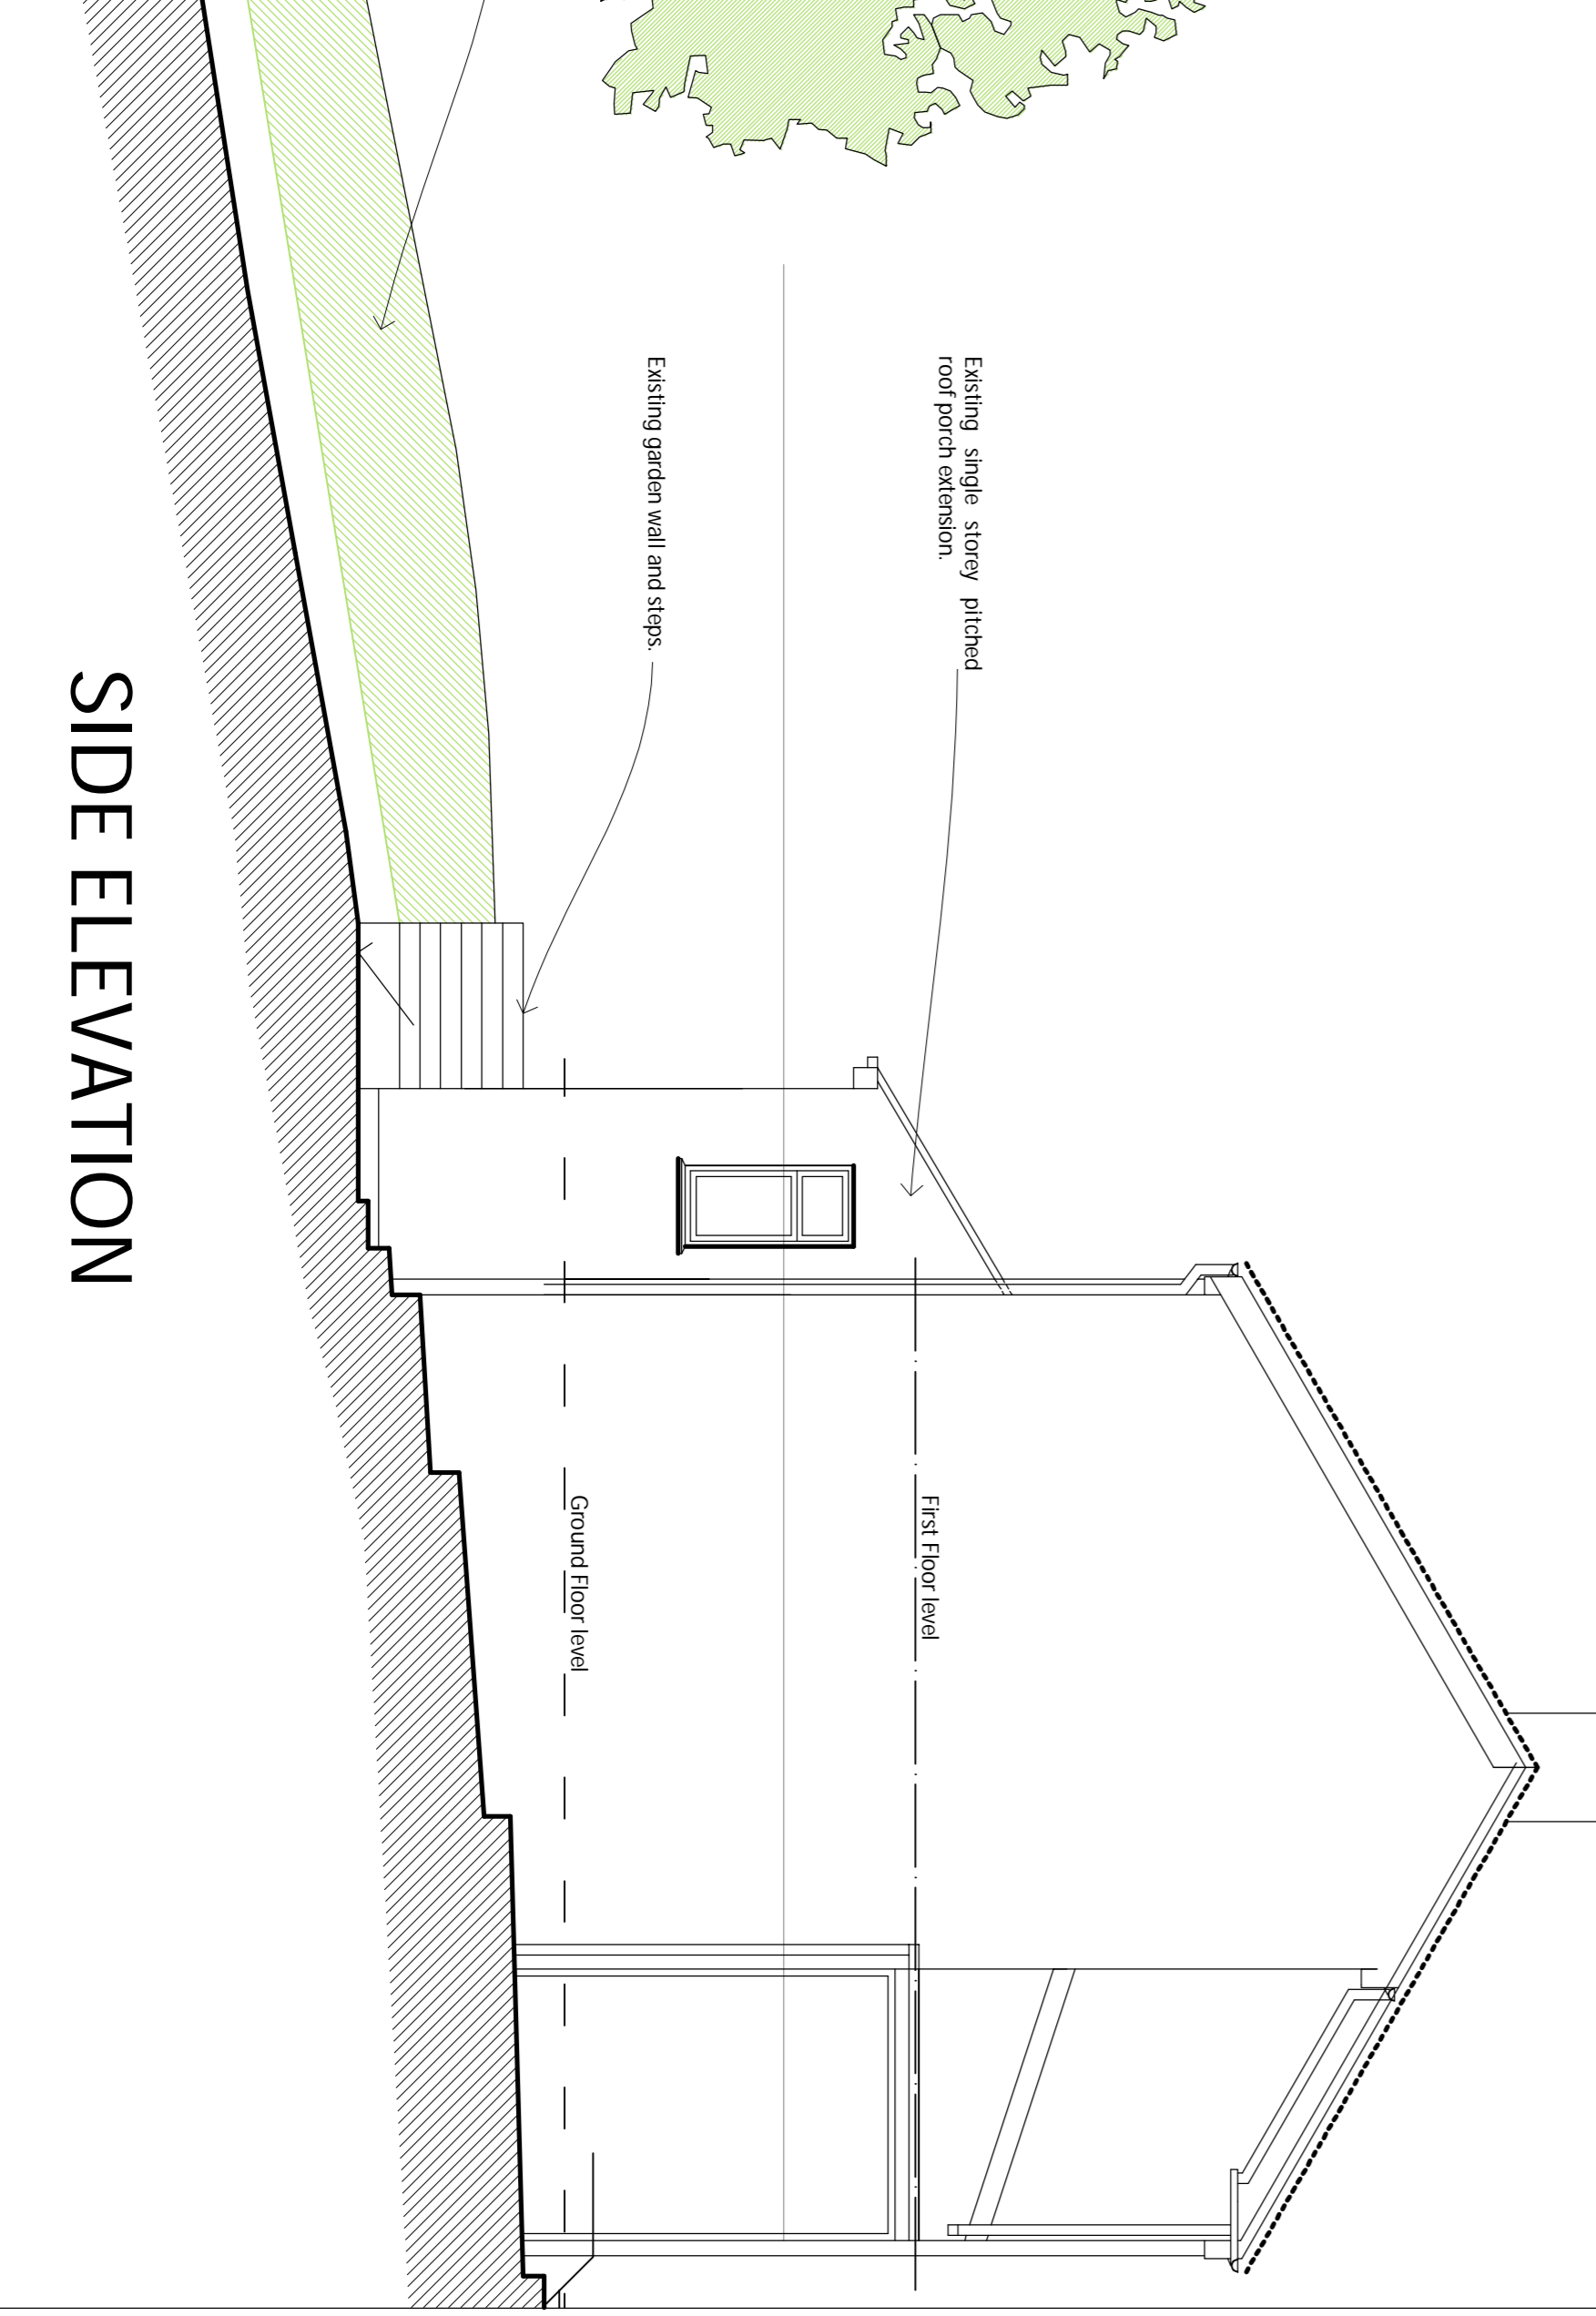 Existing single storey pitched
roof porch extension.
Existing garden wall and steps.
First Floor level
Ground Floor level
SIDE ELEVATION